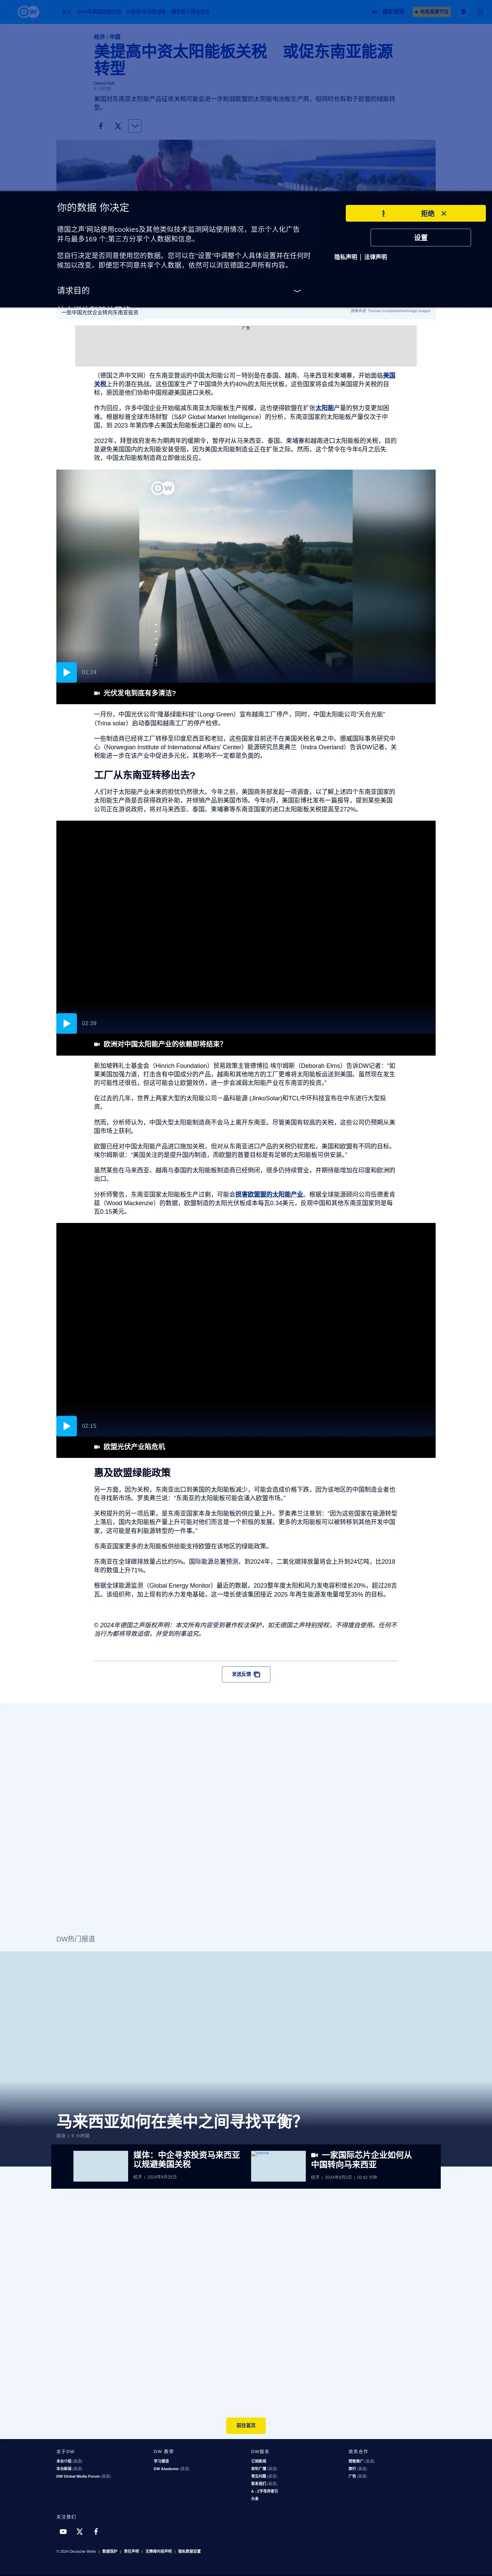 经济 | 中国
美提高中资太阳能板关税 或促东南亚能源
转型
David Hutt
美国对东南亚太阳能产品征收关税可能会进一步削弱欧盟的太阳能电池板生产商，但同时也有助于欧盟的绿能转
型。
你的数据 你决定
德国之声'网站使用cookies及其他类似技术监测网站使用情况，显示个人化广告
并与最多169 个,第三方分享个人数据和信息。
您自行决定是否同意使用您的数据。您可以在"设置"中调整个人具体设置并在任何时
候加以改变。即使您不同意共享个人数据，依然可以浏览德国之声所有内容。
请求目的
拒绝
设置
隐私声明 | 法律声明
一些中国光伏企业转向东南亚投资
广告
（德国之声中文网）在东南亚营运的中国太阳能公司－特别是在泰国、越南、马来西亚和柬埔寨，开始面临美国
关税上升的潜在挑战。这些国家生产了中国境外大约40%的太阳光伏板，这些国家将会成为美国提升关税的目
标，原因是他们协助中国规避美国进口关税。
作为回应，许多中国企业开始缩减东南亚太阳能板生产规模，这也使得欧盟在扩张太阳能产量的努力变更加困
难。根据标普全球市场财智（S&P Global Market Intelligence）的分析，东南亚国家的太阳能板产量仅次于中
国，到 2023 年第四季占美国太阳能板进口量的 80% 以上。
2022年，拜登政府发布为期两年的缓期令，暂停对从马来西亚、泰国、柬埔寨和越南进口太阳能板的关税，目的
是避免美国国内的太阳能安装受阻，因为美国太阳能制造业正在扩张之际。然而，这个禁令在今年6月之后失
效，中国太阳能板制造商立即做出反应。
01:24
光伏发电到底有多清洁?
一月份，中国光伏公司"隆基绿能科技"（Longi Green）宣布越南工厂停产，同时，中国太阳能公司"天合光能"
（Trina solar）启动泰国和越南工厂的停产检修。
一些制造商已经将工厂转移至印度尼西亚和老挝，这些国家目前还不在美国关税名单之中。挪威国际事务研究中
心（Norwegian Institute of International Affairs' Center）能源研究员奥弗兰（Indra Overland）告诉DW记者，关
税能进一步在该产业中促进多元化，其影响不一定都是负面的。
工厂从东南亚转移出去?
人们对于太阳能产业未来的担忧仍然很大。今年之初，美国商务部发起一项调查，以了解上述四个东南亚国家的
太阳能生产商是否获得政府补助，并倾销产品到美国市场。今年8月，美国彭博社发布一篇报导，提到某些美国
公司正在游说政府，将对马来西亚、泰国、柬埔寨等东南亚国家的进口太阳能板关税提高至272%。
02:39
欧洲对中国太阳能产业的依赖即将结束？
新加坡韩礼士基金会（Hinrich Foundation）贸易政策主管德博拉·埃尔姆斯（Deborah Elms）告诉DW记者："如
果美国更加强力道，打击含有中国成分的产品，越南和其他地方的工厂更难将太阳能板运送到美国。虽然现在发生
的可能性还很低，但这可能会让欧盟效仿，进一步会减弱太阳能产业在东南亚的投资。"
在过去的几年，世界上两家大型的太阳能公司－晶科能源 (JinkoSolar)和TCL中环科技宣布在中东进行大型投
资。
然而，分析师认为，中国大型太阳能制造商不会马上离开东南亚。尽管美国有较高的关税，这些公司仍预期从美
国市场上获利。
欧盟已经对中国太阳能产品进口施加关税，但对从东南亚进口产品的关税仍较宽松。美国和欧盟有不同的目标。
埃尔姆斯说："美国关注的是提升国内制造，而欧盟的首要目标是有足够的太阳能板可供安装。"
虽然某些在马来西亚、越南与泰国的太阳能板制造商已经倒闭，很多仍持续营业，并期待能增加在印度和欧洲的
出口。
分析师警告，东南亚国家太阳能板生产过剩，可能会损害欧盟盟的太阳能产业。根据全球能源顾问公司伍德麦肯
兹（Wood Mackenzie）的数据，欧盟制造的太阳光伏板成本每瓦0.34美元，反观中国和其他东南亚国家则是每
瓦0.15美元。
02:15
欧盟光伏产业陷危机
惠及欧盟绿能政策
另一方面，因为关税，东南亚出口到美国的太阳能板减少，可能会造成价格下跌，因为该地区的中国制造业者也
在寻找新市场。罗奥弗兰说："东南亚的太阳能板可能会涌入欧盟市场。"
关税提升的另一项后果，是东南亚国家本身太阳能板的供应量上升。罗奥弗兰注意到："因为这些国家在能源转型
上落后，国内太阳能板产量上升可能对他们而言是一个积极的发展。更多的太阳能板可以被转移到其他开发中国
家，这可能是有利能源转型的一件事。"
东南亚国家更多的太阳能板供给能支持欧盟在该地区的绿能政策。
东南亚在全球碳排放量占比约5%。国际能源总署预测，到2024年，二氧化碳排放量将会上升到24亿吨，比2018
年的数值上升71%。
根据全球能源监测（Global Energy Monitor）最近的数据，2023整年度太阳和风力发电容积增长20%，超过28吉
瓦。该组织称，加上现有的水力发电基础，这一增长使该集团接近 2025 年再生能源发电量增至35% 的目标。
© 2024年德国之声版权声明：本文所有内容受到著作权法保护，如无德国之声特别授权，不得擅自使用。任何不
当行为都将导致追偿，并受到刑事追究。
发送反馈
DW热门报道
马来西亚如何在美中之间寻找平衡？
政治 | 6 小时前
媒体：中企寻求投资马来西亚
以规避美国关税
经济 | 2024年8月25日
一家国际芯片企业如何从
中国转向马来西亚
经济 | 2024年9月2日 | 02:42 分钟
前往首页
关于DW
本台介绍 (英语)
本台新闻 (英语)
DW Global Media Forum (英语)
DW 教学
学习德语
DW Akademie (英语)
DW服务
订阅新闻
收听广播 (英语)
常见问题 (英语)
联系我们 (英语)
A - Z字母序索引
头条
商务合作
销售推广 (英语)
旅行 (英语)
广告 (英语)
关注我们
© 2024 Deutsche Welle | 数据保护 | 责任声明 | 无障碍内容声明 | 隐私数据设置